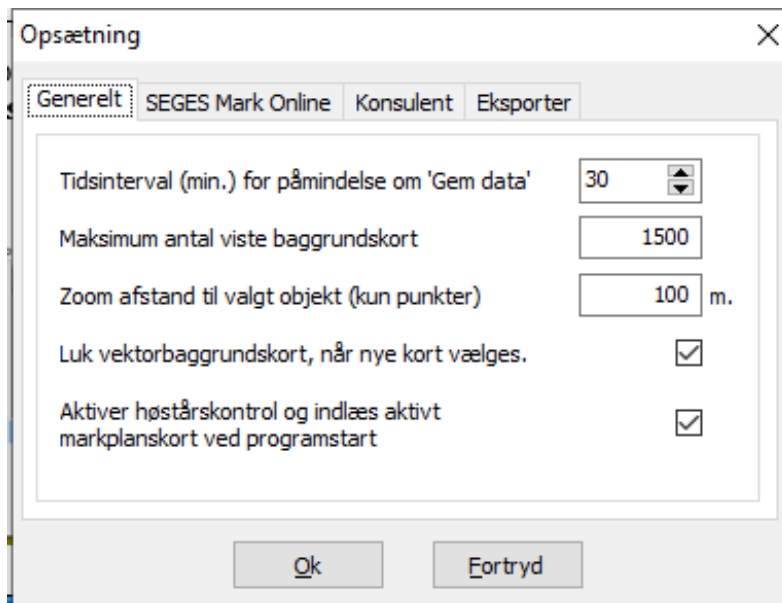 Opsætning
Generelt SEGES Mark Online Konsulent Eksporter
Tidsinterval (min.) for påmindelse om 'Gem data' 30
Maksimum antal viste baggrundskort 1500
Zoom afstand til valgt objekt (kun punkter) 100 m.
Luk vektorbaggrundskort, når nye kort vælges.
Aktiver høstårskontrol og indlæs aktivt
markplanskort ved programstart
Ok Fortryd